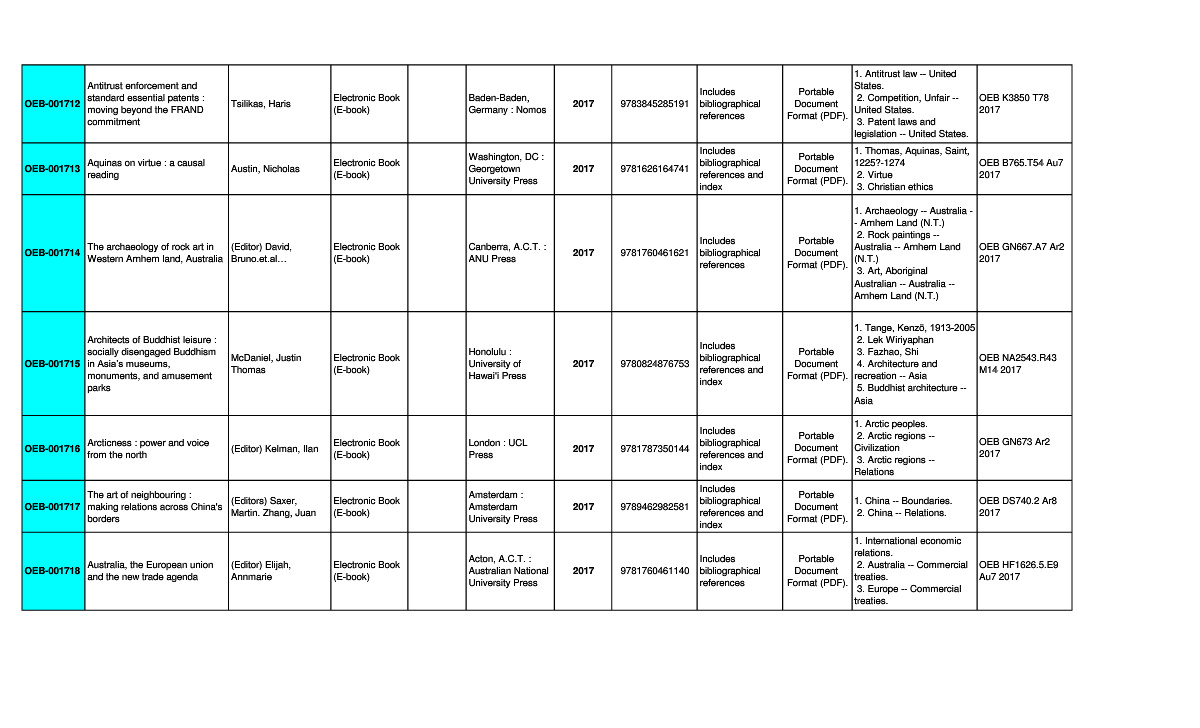 OEB-001712
Antitrust enforcement and
standard essential patents :
moving beyond the FRAND
commitment
Tsilikas, Haris
Electronic Book
(E-book)
Baden-Baden,
Germany : Nomos
2017
9783845285191
Includes
bibliographical
references
Portable
Document
Format (PDF).
1. Antitrust law -- United
States.
2. Competition, Unfair --
United States.
3. Patent laws and
legislation -- United States.
OEB K3850 T78
2017
OEB-001713
Aquinas on virtue : a causal
reading
Austin, Nicholas
Electronic Book
(E-book)
Washington, DC :
Georgetown
University Press
2017
9781626164741
Includes
bibliographical
references and
index
Portable
Document
Format (PDF).
1. Thomas, Aquinas, Saint,
1225?-1274
2. Virtue
3. Christian ethics
OEB B765.T54 Au7
2017
OEB-001714
The archaeology of rock art in
Western Arnhem land, Australia
(Editor) David,
Bruno.et.al…
Electronic Book
(E-book)
Canberra, A.C.T. :
ANU Press
2017
9781760461621
Includes
bibliographical
references
Portable
Document
Format (PDF).
1. Archaeology -- Australia -
- Arnhem Land (N.T.)
2. Rock paintings --
Australia -- Arnhem Land
(N.T.)
3. Art, Aboriginal
Australian -- Australia --
Arnhem Land (N.T.)
OEB GN667.A7 Ar2
2017
OEB-001715
Architects of Buddhist leisure :
socially disengaged Buddhism
in Asia's museums,
monuments, and amusement
parks
McDaniel, Justin
Thomas
Electronic Book
(E-book)
Honolulu :
University of
Hawai'i Press
2017
9780824876753
Includes
bibliographical
references and
index
Portable
Document
Format (PDF).
1. Tange, Kenzō, 1913-2005
2. Lek Wiriyaphan
3. Fazhao, Shi
4. Architecture and
recreation -- Asia
5. Buddhist architecture --
Asia
OEB NA2543.R43
M14 2017
OEB-001716
Arcticness : power and voice
from the north
(Editor) Kelman, Ilan
Electronic Book
(E-book)
London : UCL
Press
2017
9781787350144
Includes
bibliographical
references and
index
Portable
Document
Format (PDF).
1. Arctic peoples.
2. Arctic regions --
Civilization
3. Arctic regions --
Relations
OEB GN673 Ar2
2017
OEB-001717
The art of neighbouring :
making relations across China's
borders
(Editors) Saxer,
Martin. Zhang, Juan
Electronic Book
(E-book)
Amsterdam :
Amsterdam
University Press
2017
9789462982581
Includes
bibliographical
references and
index
Portable
Document
Format (PDF).
1. China -- Boundaries.
2. China -- Relations.
OEB DS740.2 Ar8
2017
OEB-001718
Australia, the European union
and the new trade agenda
(Editor) Elijah,
Annmarie
Electronic Book
(E-book)
Acton, A.C.T. :
Australian National
University Press
2017
9781760461140
Includes
bibliographical
references
Portable
Document
Format (PDF).
1. International economic
relations.
2. Australia -- Commercial
treaties.
3. Europe -- Commercial
treaties.
OEB HF1626.5.E9
Au7 2017